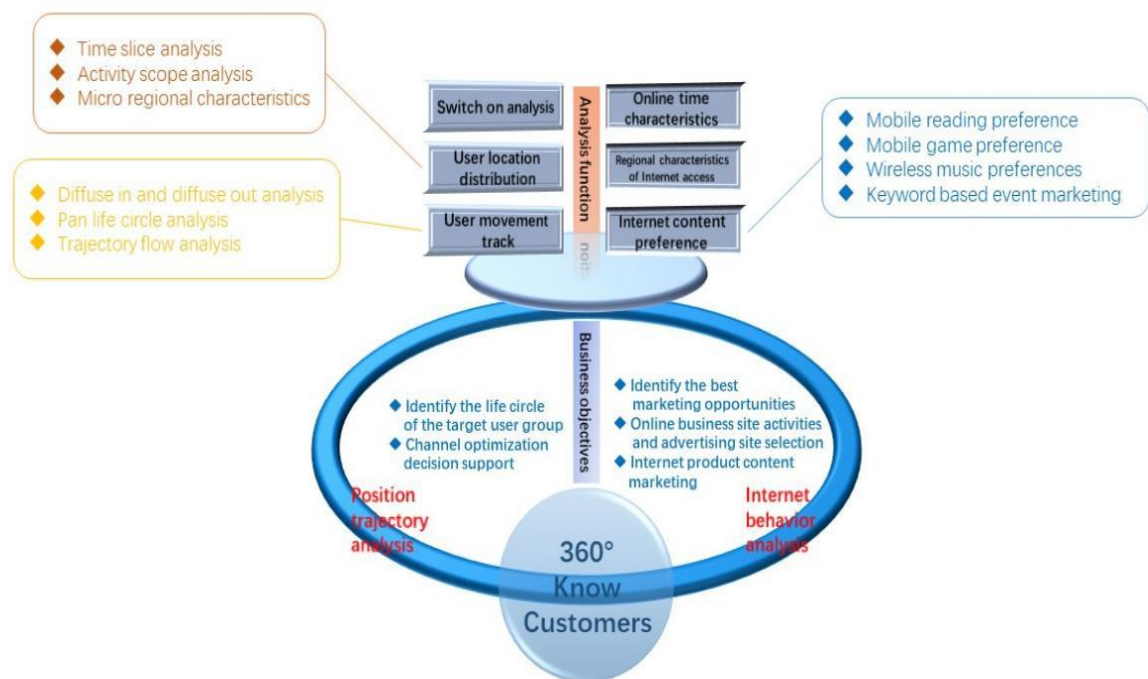 Time slice analysis
Activity scope analysis
Micro regional characteristics
Diffuse in and diffuse out analysis
Pan life circle analysis
Trajectory flow analysis
Switch on analysis
User location
distribution
User movement
track
Analysis function
ction
Online time
characteristics
Regional characteristics
of Internet access
Internet content
preference
Mobile reading preference
Mobile game preference
Wireless music preferences
Keyword based event marketing
Business objectives
Identify the life circle
of the target user group
Channel optimization
decision support
Identify the best
marketing opportunities
Online business site activities
and advertising site selection
Internet product content
marketing
Position
trajectory
analysis
Internet
behavior
analysis
360°
Know
Customers